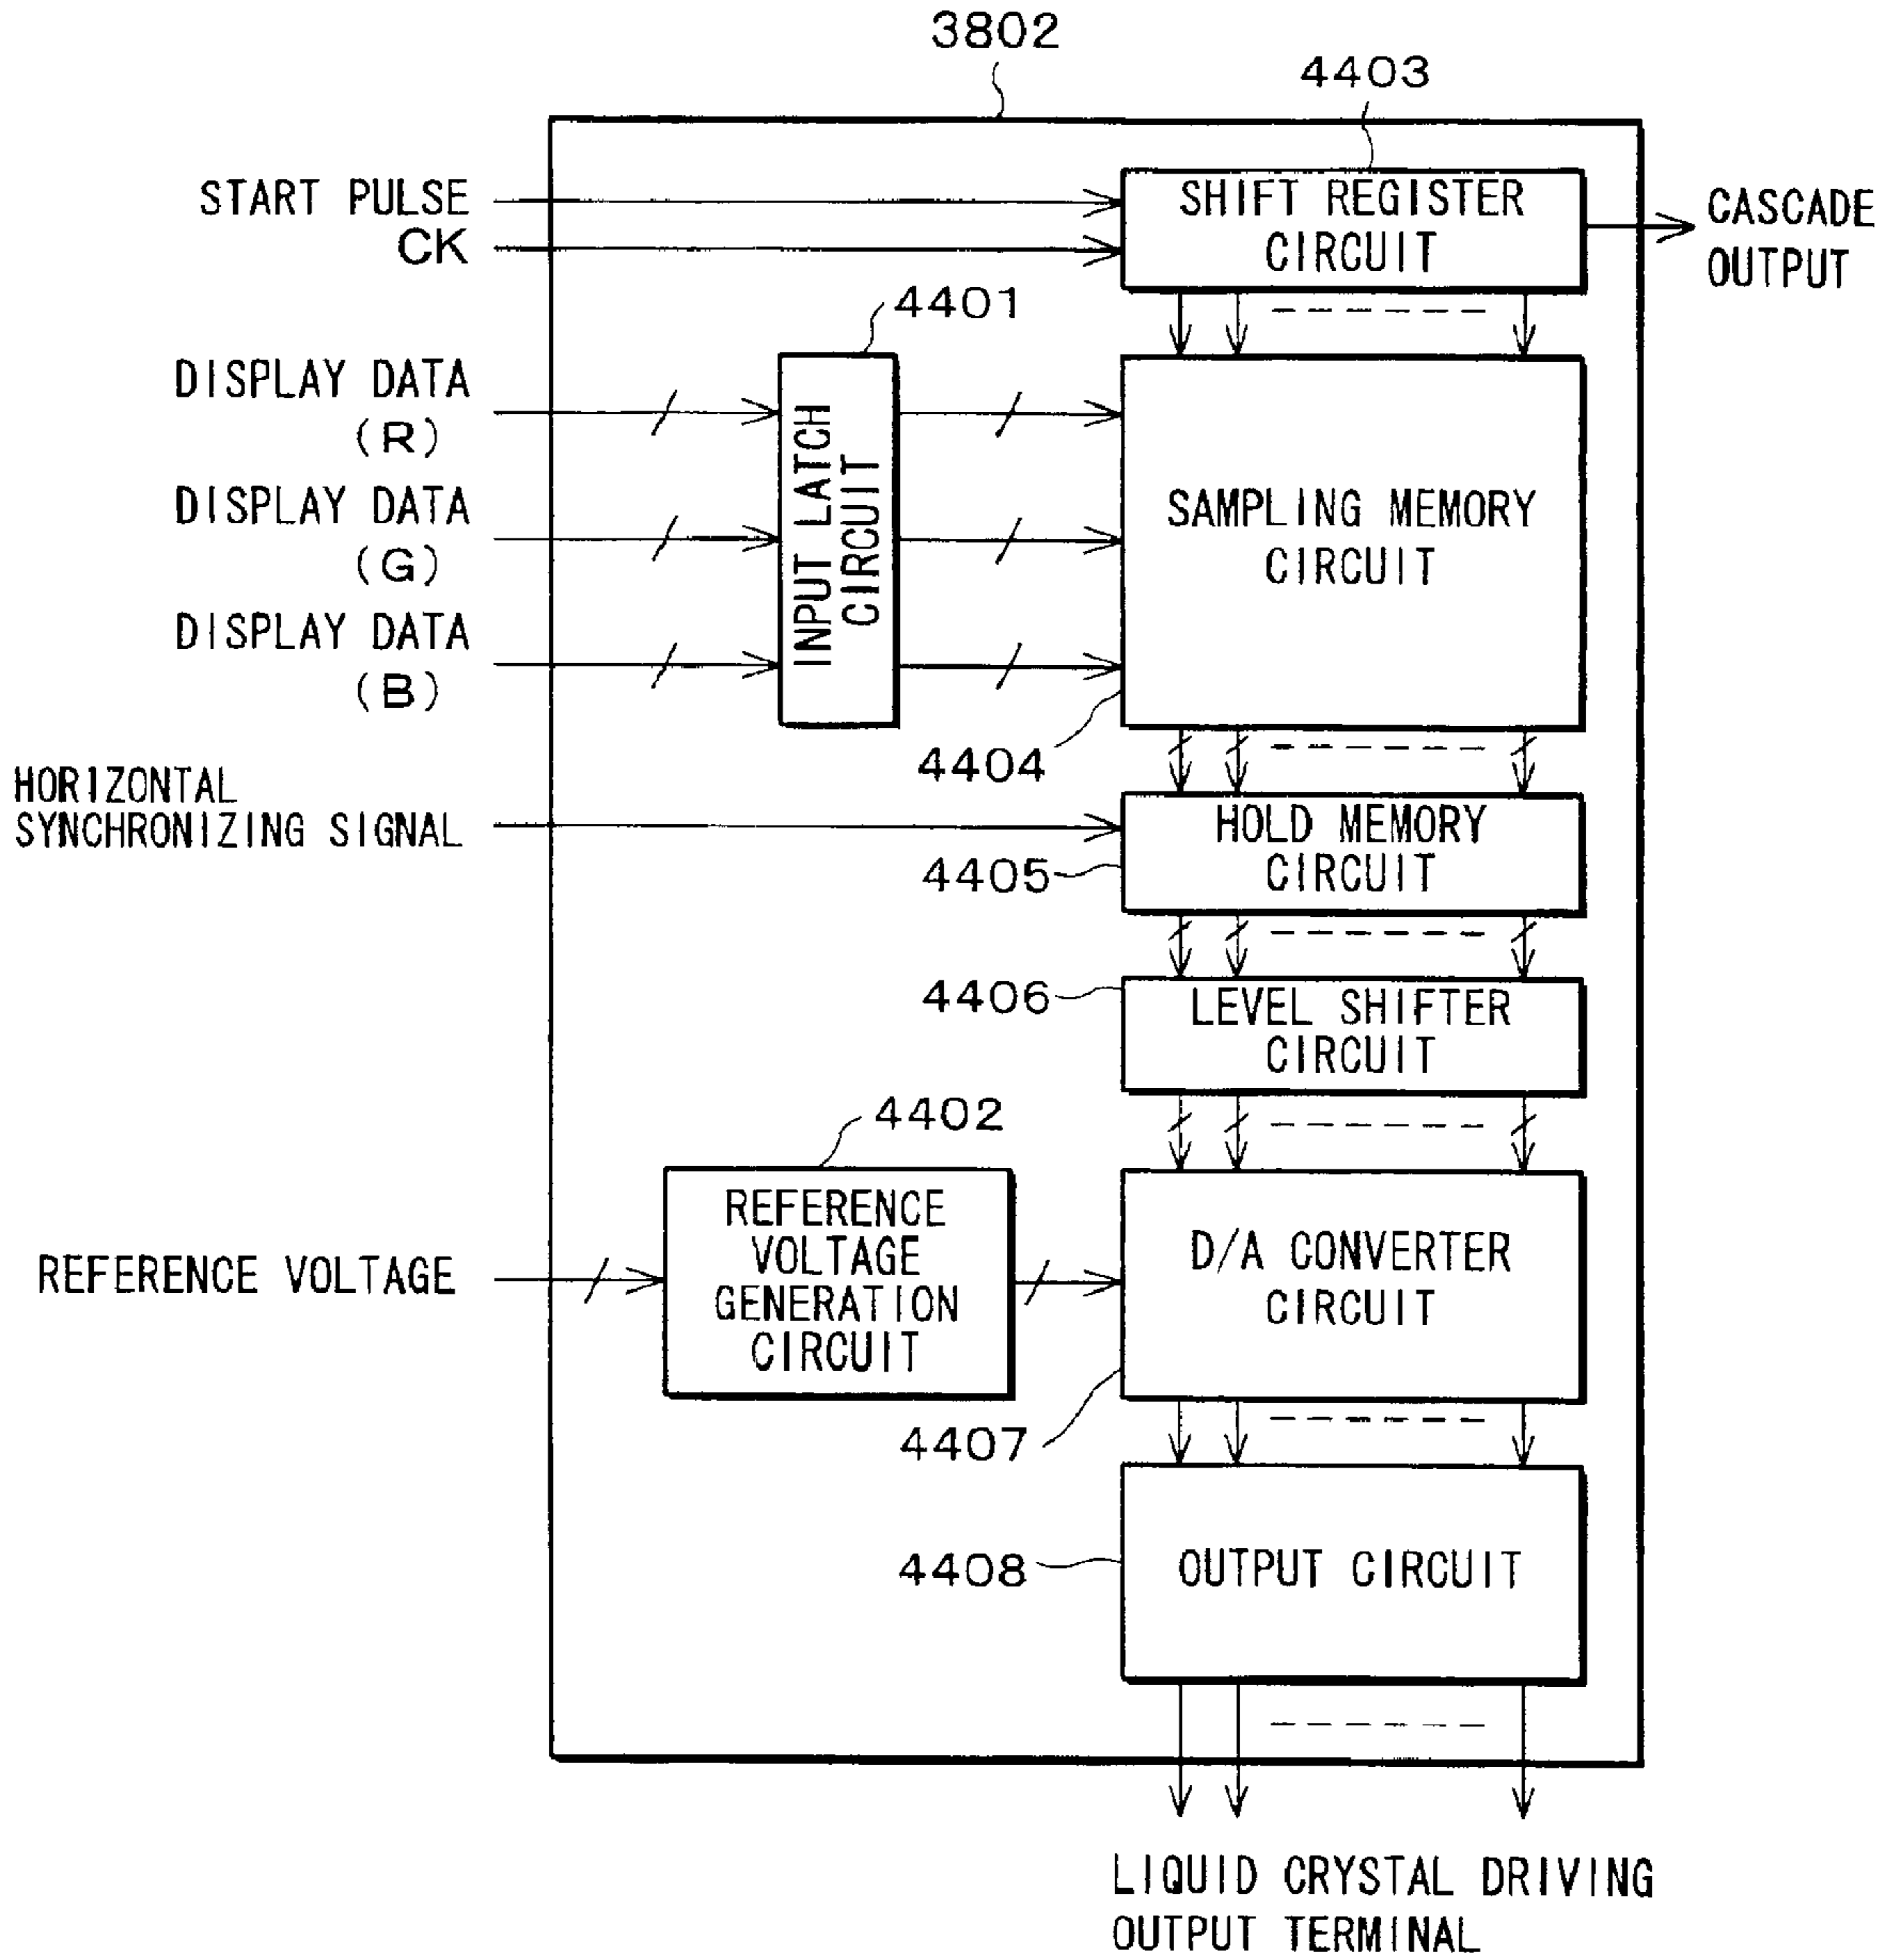 3802
4403
START PULSE
CK
SHIFT REGISTER
CIRCUIT
CASCADE
OUTPUT
4401
DISPLAY DATA
(R)
DISPLAY DATA
(G)
DISPLAY DATA
(B)
INPUT LATCH
CIRCUIT
SAMPLING MEMORY
CIRCUIT
4404
HORIZONTAL
SYNCHRONIZING SIGNAL
HOLD MEMORY
CIRCUIT
4405
4406
LEVEL SHIFTER
CIRCUIT
4402
REFERENCE VOLTAGE
REFERENCE
VOLTAGE
GENERATION
CIRCUIT
D/A CONVERTER
CIRCUIT
4407
4408
OUTPUT CIRCUIT
LIQUID CRYSTAL DRIVING
OUTPUT TERMINAL